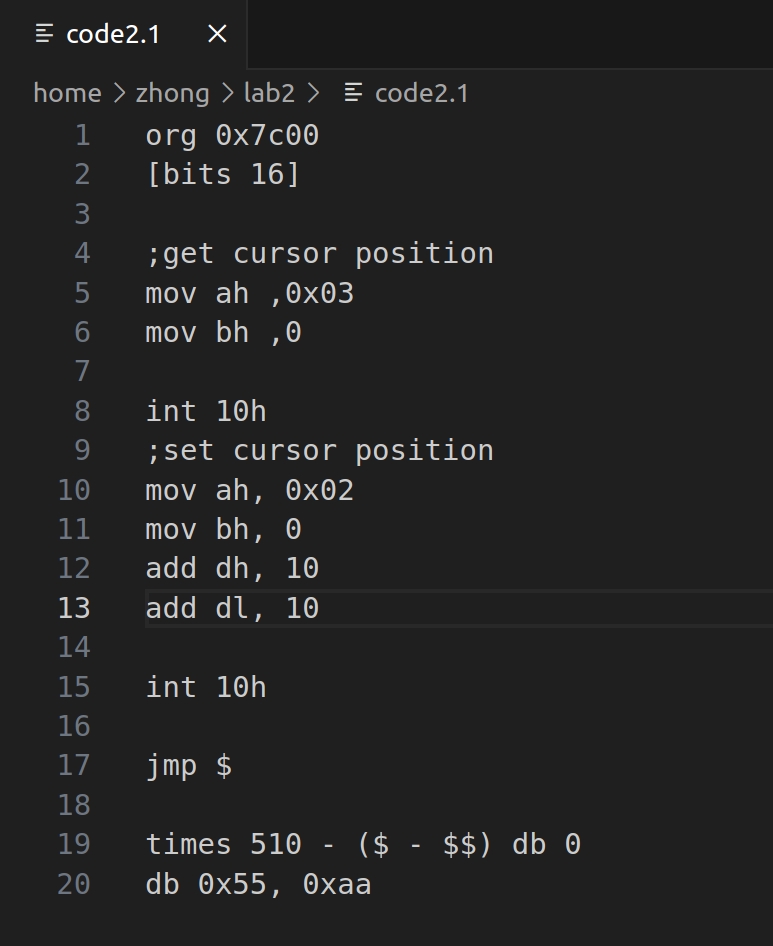 code2.1
home > zhong > lab2 > code2.1
1 org 0x7c00
2 [bits 16]
3
4 ;get cursor position
5 mov ah ,0x03
6 mov bh ,0
7
8 int 10h
9 ;set cursor position
10 mov ah, 0x02
11 mov bh, 0
12 add dh, 10
13 add dl, 10
14
15 int 10h
16
17 jmp $
18
19 times 510 - ($ - $$) db 0
20 db 0x55, 0xaa